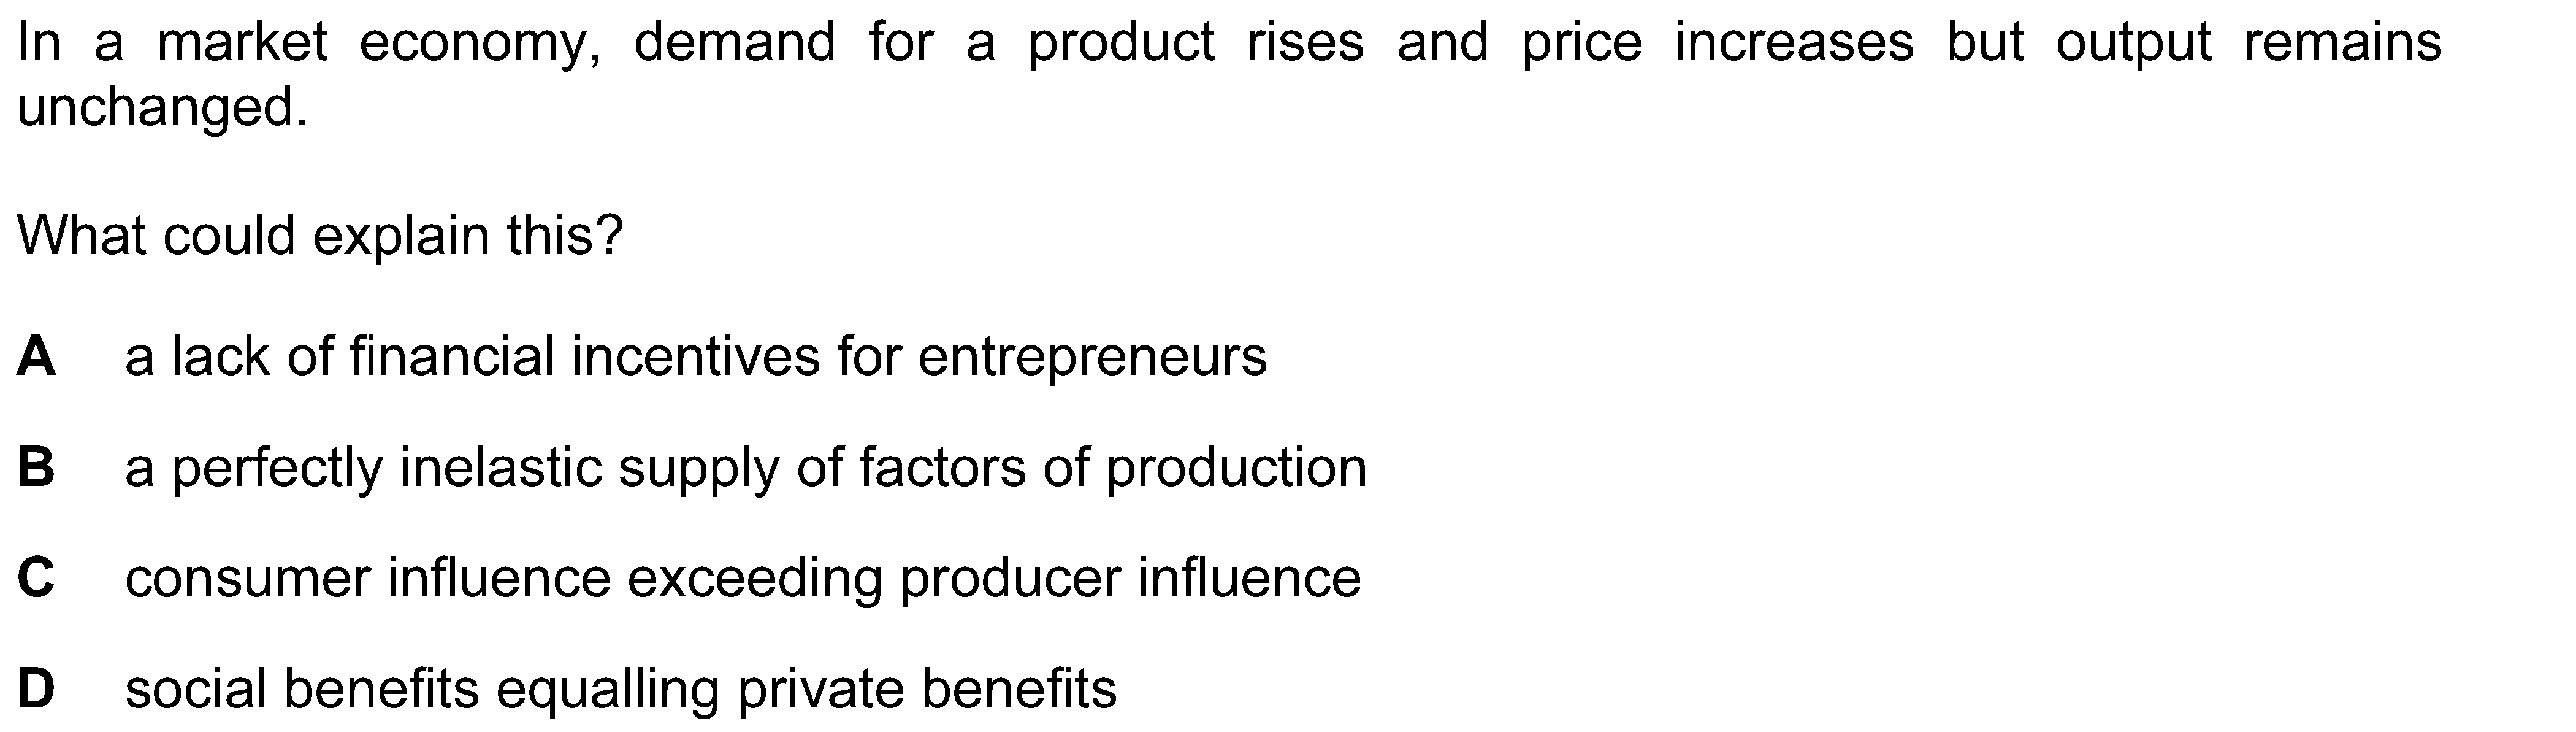 In a market economy, demand for a product rises and price increases but output remains
unchanged.
What could explain this?
A a lack of financial incentives for entrepreneurs
B a perfectly inelastic supply of factors of production
C consumer influence exceeding producer influence
D social benefits equalling private benefits